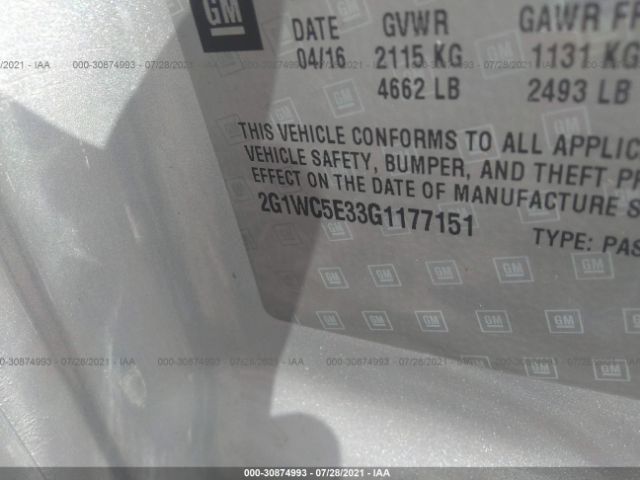 GM
DATE GVWR GAWR FR
04/16 2115 KG 1131 KG
4662 LB 2493 LB
THIS VEHICLE CONFORMS TO ALL APPLIC
VEHICLE SAFETY, BUMPER, AND THEFT PR
EFFECT ON THE DATE OF MANUFACTURE S
2G1WC5E33G1177151
TYPE: PAS
000-30874993 - 07/28/2021 - IAA